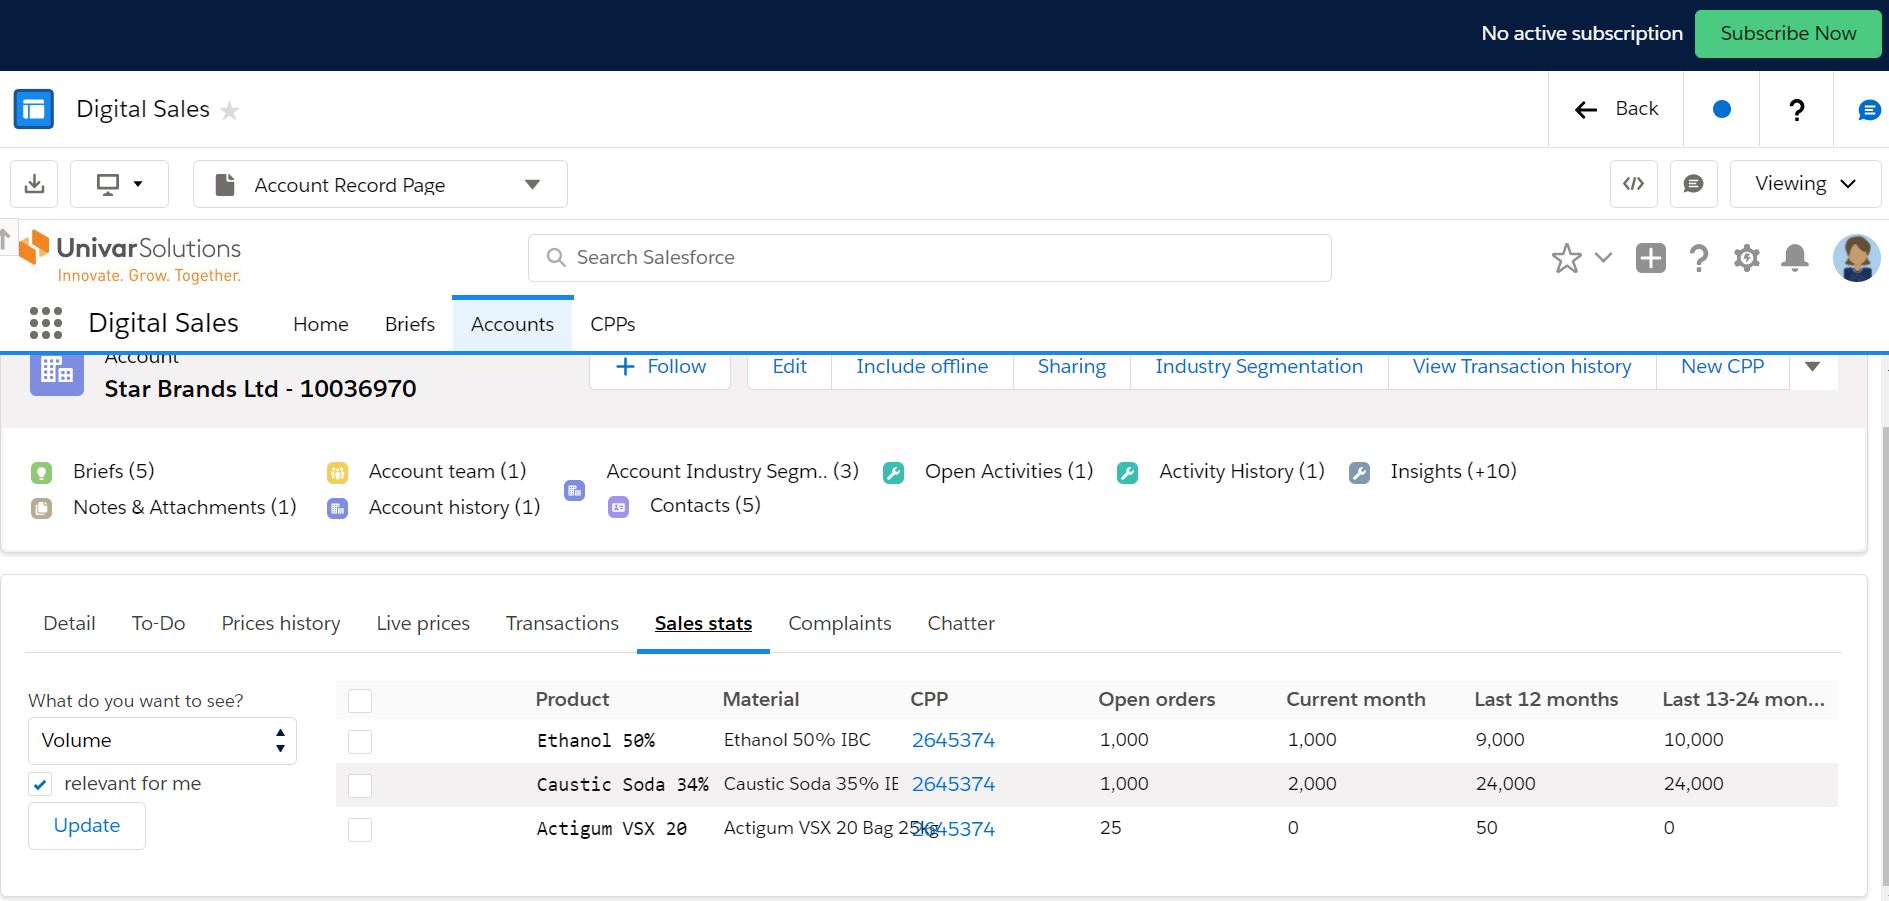 No active subscription Subscribe Now
Digital Sales Back ?
Account Record Page </> Viewing
UnivarSolutions
Innovate. Grow. Together.
Search Salesforce
Digital Sales Home Briefs Accounts CPPs
Account
Star Brands Ltd - 10036970
+ Follow Edit Include offline Sharing Industry Segmentation View Transaction history New CPP
Briefs (5) Account team (1) Account Industry Segm.. (3) Open Activities (1) Activity History (1) Insights (+10)
Notes & Attachments (1) Account history (1) Contacts (5)
Detail To-Do Prices history Live prices Transactions Sales stats Complaints Chatter
What do you want to see?
Volume
relevant for me
Update
Product Material CPP Open orders Current month Last 12 months Last 13-24 mon...
Ethanol 50% Ethanol 50% IBC 2645374 1,000 1,000 9,000 10,000
Caustic Soda 34% Caustic Soda 35% IE 2645374 1,000 2,000 24,000 24,000
Actigum VSX 20 Actigum VSX 20 Bag 25kg 2645374 25 0 50 0